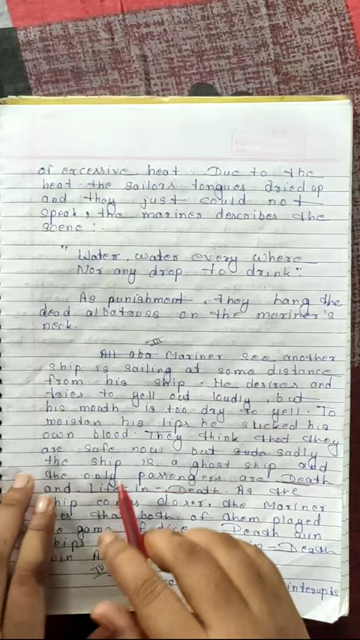 of excessive heat. Due to the
heat the sailors tongues dried up
and they just could not
speak, the mariner describes the
scene:
"Water, water every where
Nor any drop to drink".
As punishment, they hang the
dead albatross on the mariner's
neck.
III
Mariner see another
ship is sailing at some distance
from his ship. He desires and
tries to yell out loudly, but
his mouth is too day to yell. To
moistan his lips he sucked his
own blood. They think that they
are safe now but sadly
the ship is a ghost ship and
the only passengers are Death
and Life-in-Death. As the
closer, the Mariner
that both of them played
game of dice. Death win
Death
IV
interupts